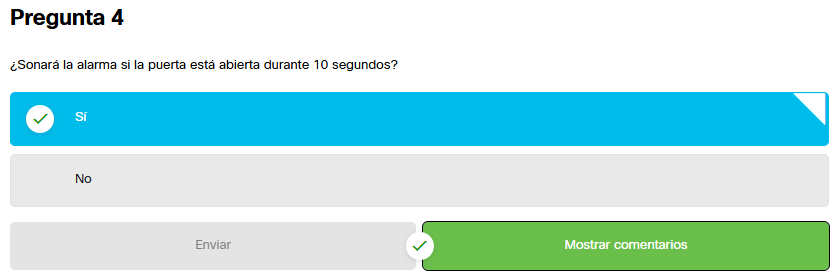 Pregunta 4
¿Sonará la alarma si la puerta está abierta durante 10 segundos?
Sí
No
Enviar
Mostrar comentarios